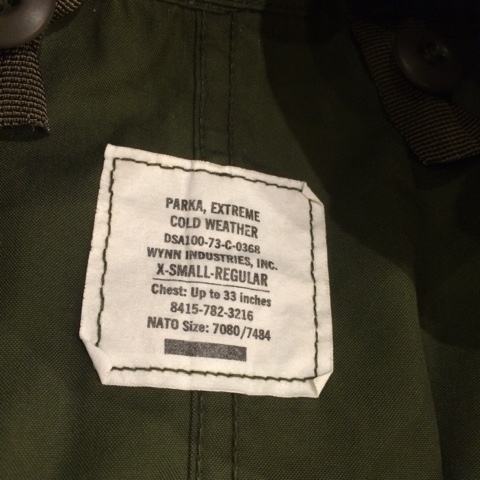 PARKA, EXTREME
COLD WEATHER
DSA100-73-C-0368
WYNN INDUSTRIES, INC.
X-SMALL-REGULAR
Chest: Up to 33 inches
8415-782-3216
NATO Size: 7080/7484